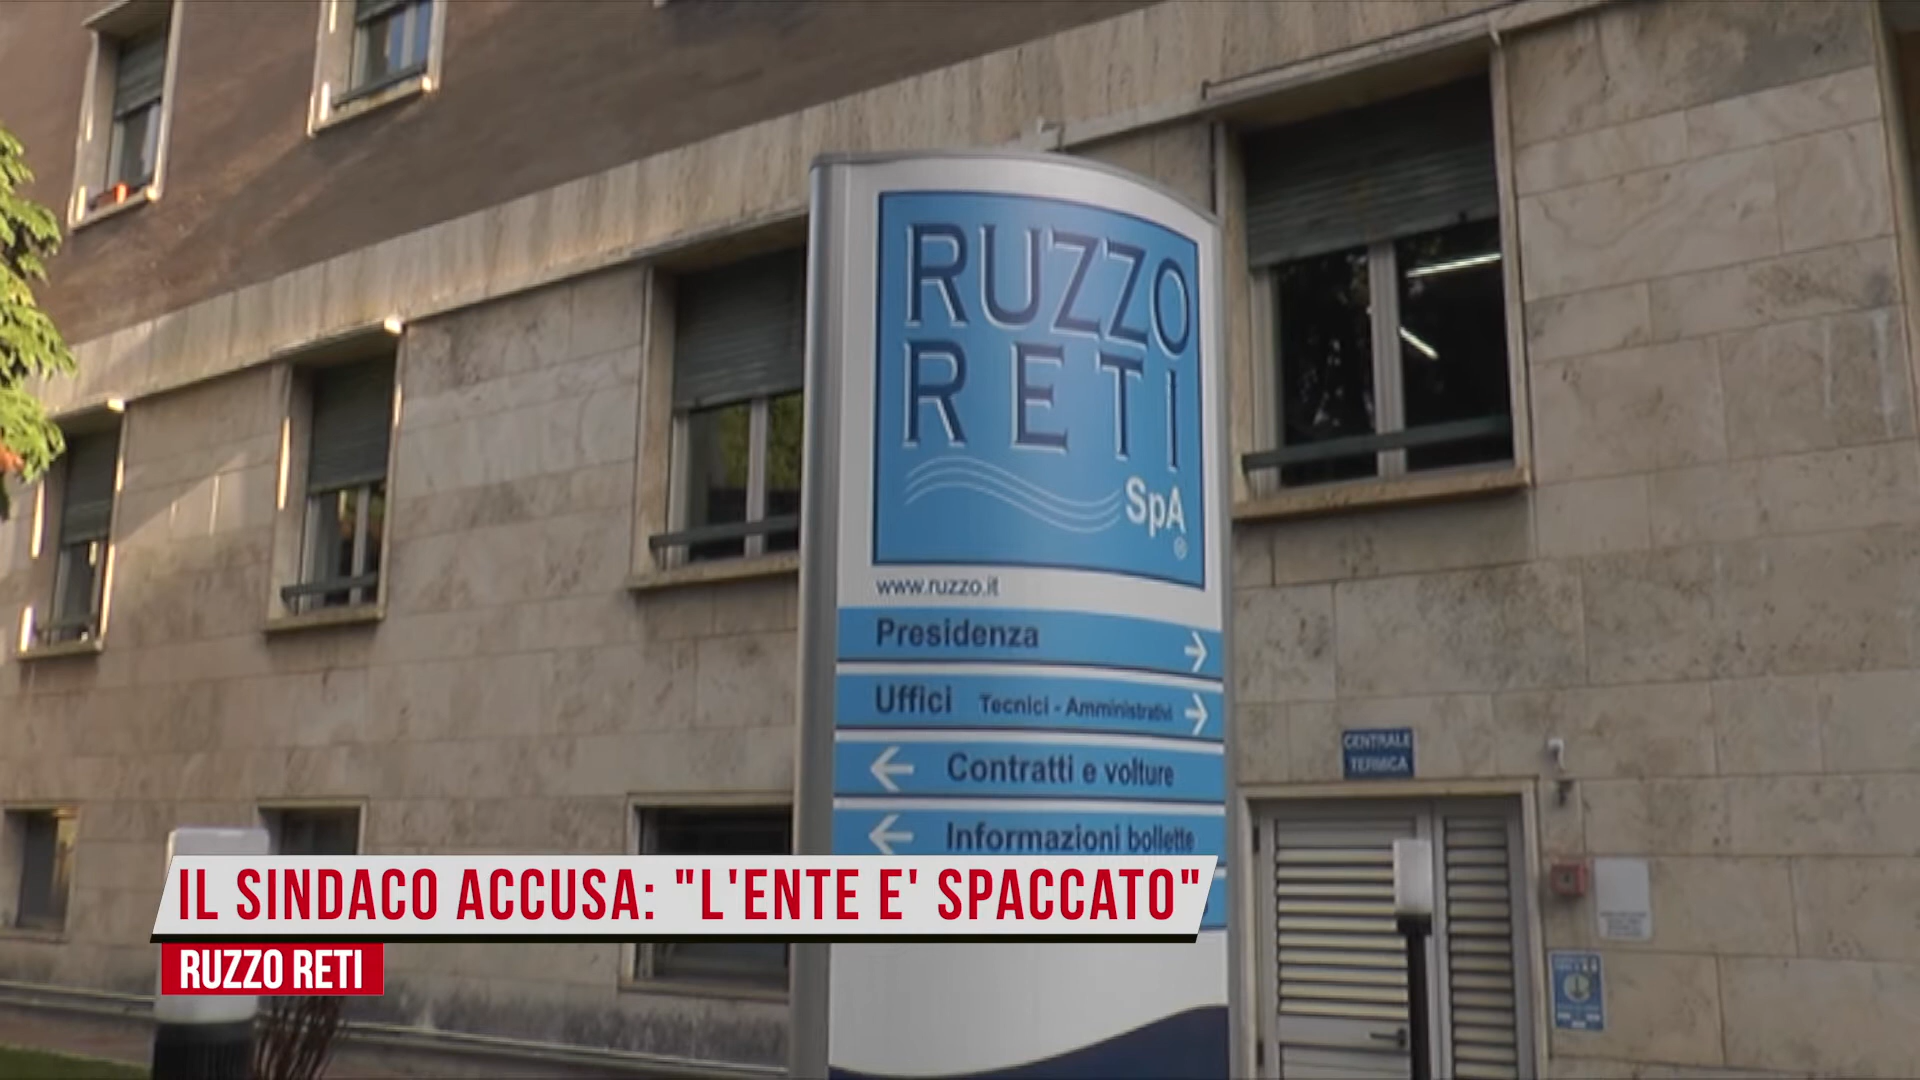 RUZZO
RETI
SpA
®
www.ruzzo.it
Presidenza
Uffici Tecnici - Amministrativi
Contratti e volture
Informazioni bollette
CENTRALE
TERMICA
IL SINDACO ACCUSA: "L'ENTE E' SPACCATO"
RUZZO RETI